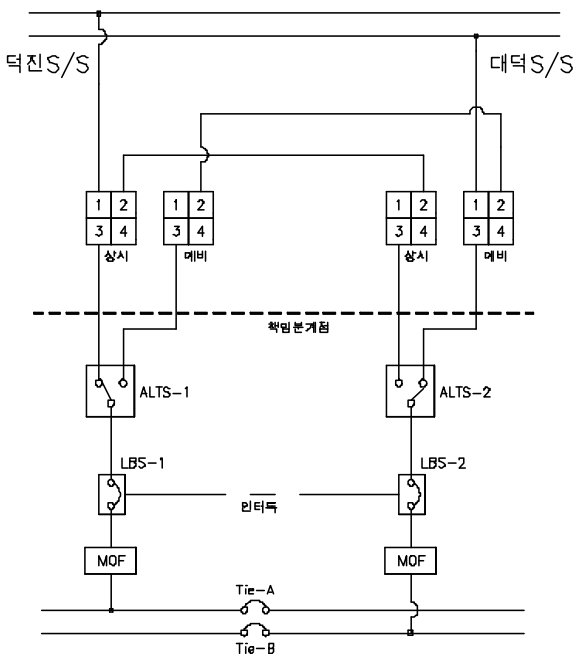 덕진S/S
대덕S/S
1 2 1 2 1 2 1 2
3 4 3 4 3 4 3 4
상시 예비 상시 예비
책임분계점
ALTS-1 ALTS-2
LBS-1 LBS-2
인터록
MOF MOF
Tie-A
Tie-B